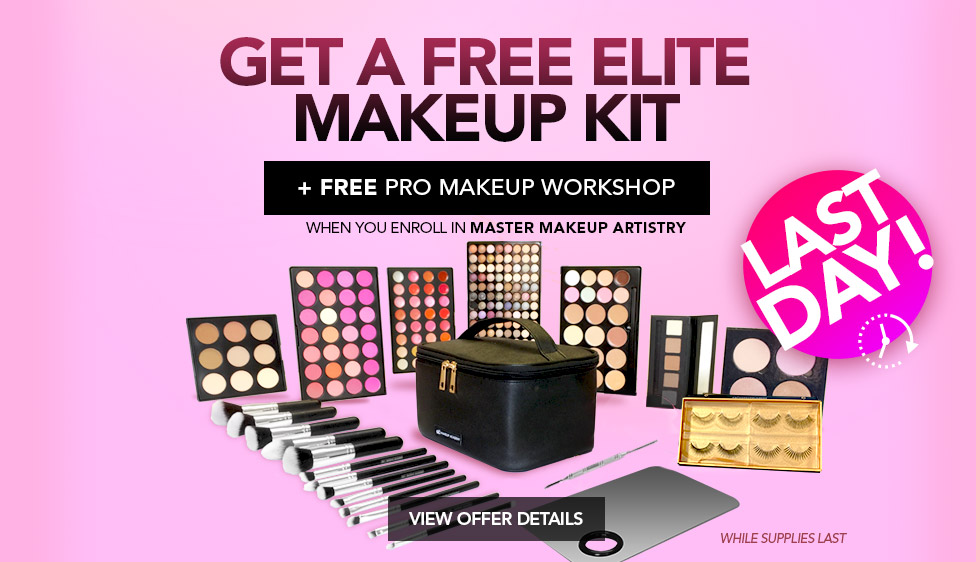 GET A FREE ELITE
MAKEUP KIT
+ FREE PRO MAKEUP WORKSHOP
WHEN YOU ENROLL IN MASTER MAKEUP ARTISTRY
LAST
DAY!
VIEW OFFER DETAILS
WHILE SUPPLIES LAST